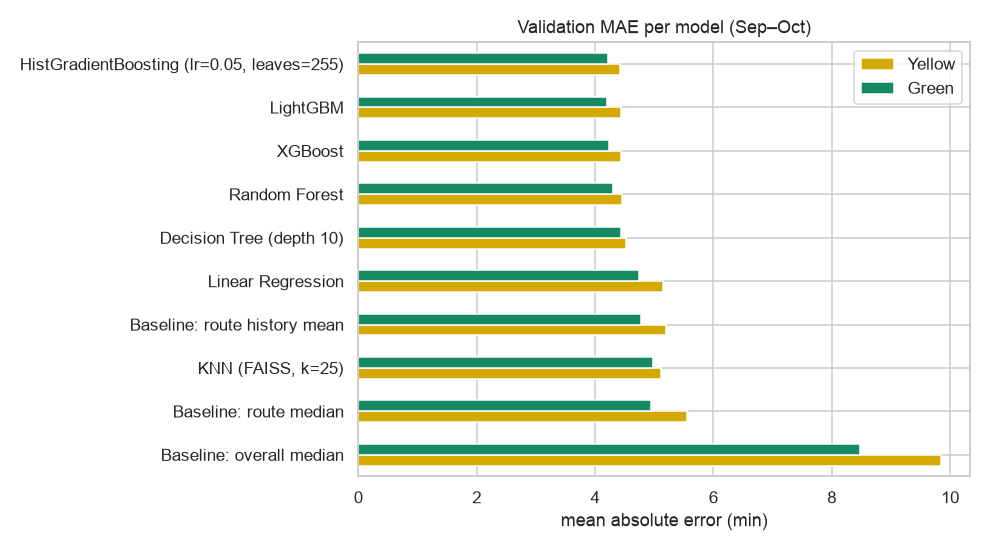 Validation MAE per model (Sep–Oct)
HistGradientBoosting (lr=0.05, leaves=255)
LightGBM
XGBoost
Random Forest
Decision Tree (depth 10)
Linear Regression
Baseline: route history mean
KNN (FAISS, k=25)
Baseline: route median
Baseline: overall median
Yellow
Green
0 2 4 6 8 10
mean absolute error (min)